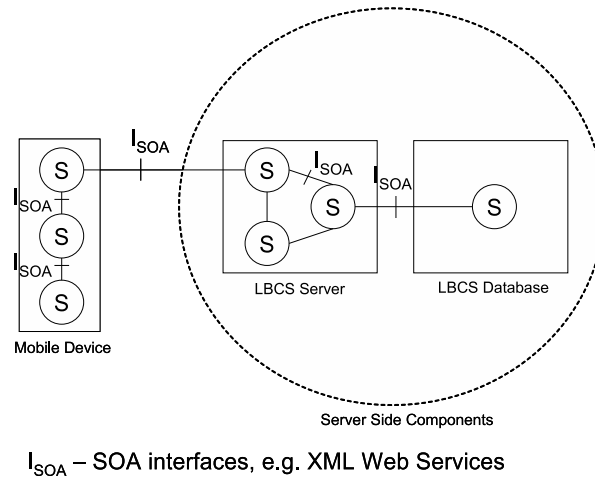 I_SOA
S
S
S
I_SOA
I_SOA
Mobile Device
S
S
S
I_SOA
LBCS Server
I_SOA
S
LBCS Database
Server Side Components
I_SOA – SOA interfaces, e.g. XML Web Services